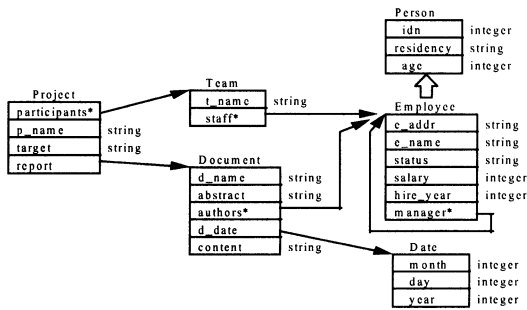 Person
idn integer
residency string
age integer
Project
participants*
p_name string
target string
report
Team
t_name string
staff*
Employee
e_addr string
e_name string
status string
salary integer
hire_year integer
manager*
Document
d_name string
abstract string
authors*
d_date
content string
Date
month integer
day integer
year integer